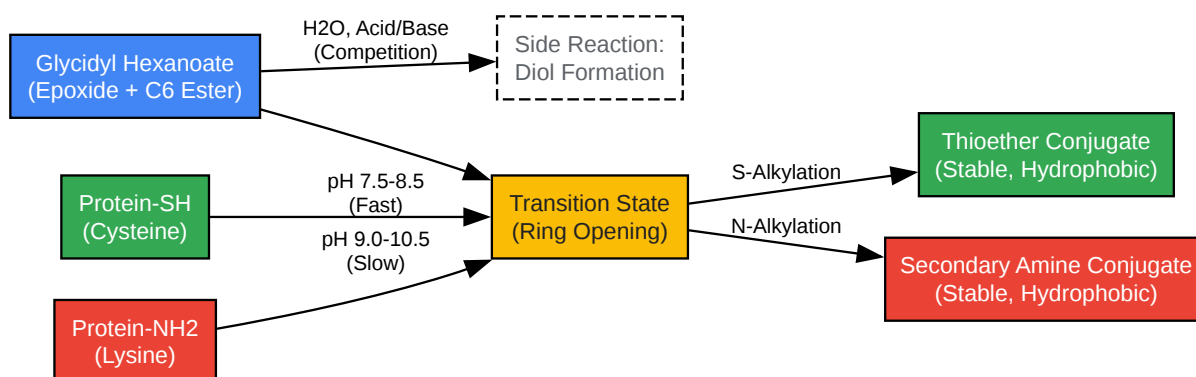 H2O, Acid/Base
(Competition)
Side Reaction:
Diol Formation
Glycidyl Hexanoate
(Epoxide + C6 Ester)
Protein-SH
(Cysteine)
pH 7.5-8.5
(Fast)
pH 9.0-10.5
(Slow)
Protein-NH2
(Lysine)
Transition State
(Ring Opening)
S-Alkylation
N-Alkylation
Thioether Conjugate
(Stable, Hydrophobic)
Secondary Amine Conjugate
(Stable, Hydrophobic)